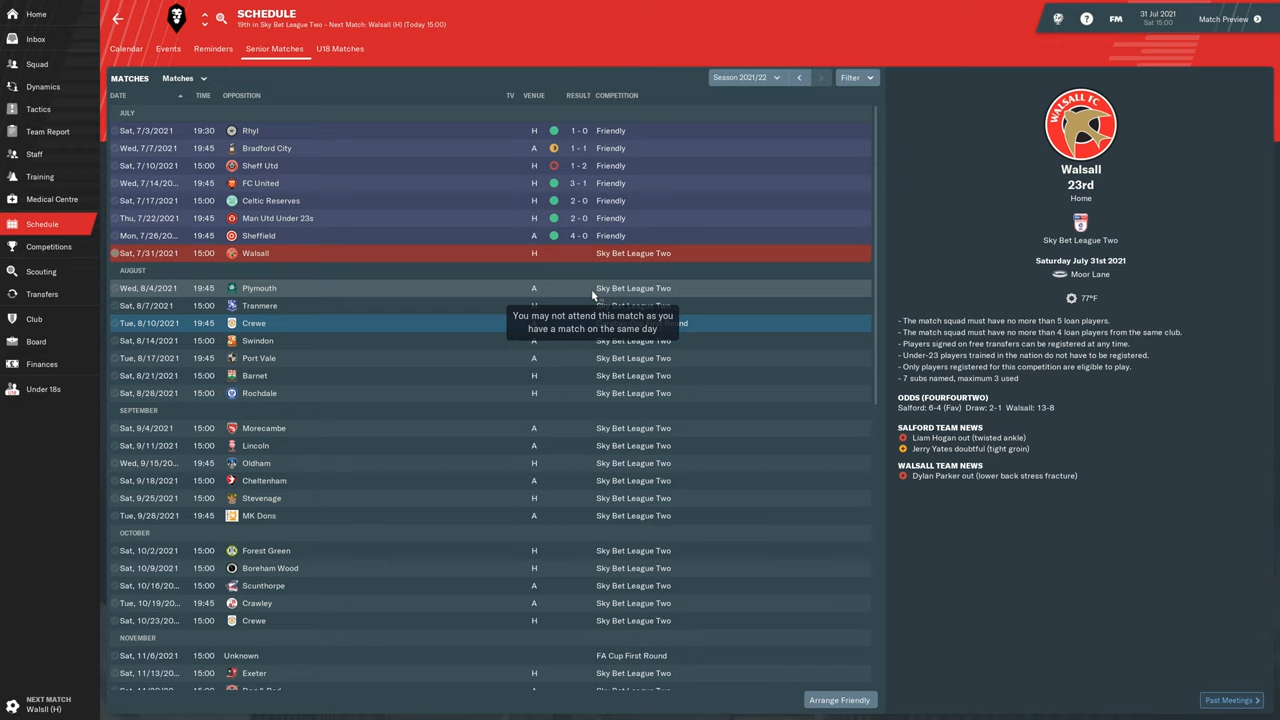 Home
Inbox
Squad
Dynamics
Tactics
Team Report
Staff
Training
Medical Centre
Schedule
Competitions
Scouting
Transfers
Club
Board
Finances
Under 18s
NEXT MATCH
Walsll (H)
SCHEDULE
19th in Sky Bet League Two - Next Match: Walsall (H) (Today 15:00)
FM
31 Jul 2021
Sat 15:00
Match Preview
Calendar Events Reminders Senior Matches U18 Matches
MATCHES Matches Season 2021/22 Filter
DATE TIME OPPOSITION TV VENUE RESULT COMPETITION
JULY
Sat, 7/3/2021 19:30 Rhyl H 1 - 0 Friendly
Wed, 7/7/2021 19:45 Bradford City A 1 - 1 Friendly
Sat, 7/10/2021 15:00 Sheff Utd H 1 - 2 Friendly
Wed, 7/14/20... 19:45 FC United H 3 - 1 Friendly
Sat, 7/17/2021 15:00 Celtic Reserves H 2 - 0 Friendly
Thu, 7/22/2021 19:45 Man Utd Under 23s H 2 - 0 Friendly
Mon, 7/26/20... 19:45 Sheffield A 4 - 0 Friendly
Sat, 7/31/2021 15:00 Walsall H Sky Bet League Two
AUGUST
Wed, 8/4/2021 19:45 Plymouth A Sky Bet League Two
Sat, 8/7/2021 15:00 Tranmere Sky Bet League Two
Tue, 8/10/2021 19:45 Crewe Round
You may not attend this match as you
have a match on the same day
Sat, 8/14/2021 15:00 Swindon A Sky Bet League Two
Tue, 8/17/2021 19:45 Port Vale A Sky Bet League Two
Sat, 8/21/2021 15:00 Barnet H Sky Bet League Two
Sat, 8/28/2021 15:00 Rochdale H Sky Bet League Two
SEPTEMBER
Sat, 9/4/2021 15:00 Morecambe A Sky Bet League Two
Sat, 9/11/2021 15:00 Lincoln A Sky Bet League Two
Wed, 9/15/20... 19:45 Oldham H Sky Bet League Two
Sat, 9/18/2021 15:00 Cheltenham A Sky Bet League Two
Sat, 9/25/2021 15:00 Stevenage H Sky Bet League Two
Tue, 9/28/2021 19:45 MK Dons A Sky Bet League Two
OCTOBER
Sat, 10/2/2021 15:00 Forest Green H Sky Bet League Two
Sat, 10/9/2021 15:00 Boreham Wood H Sky Bet League Two
Sat, 10/16/20... 15:00 Scunthorpe A Sky Bet League Two
Tue, 10/19/20... 19:45 Crawley A Sky Bet League Two
Sat, 10/23/20... 15:00 Crewe H Sky Bet League Two
NOVEMBER
Sat, 11/6/2021 15:00 Unknown FA Cup First Round
Sat, 11/13/20... 15:00 Exeter H Sky Bet League Two
Arrange Friendly
WALSALL FC
Walsall
23rd
Home
Sky Bet League Two
Saturday July 31st 2021
Moor Lane
77°F
- The match squad must have no more than 5 loan players.
- The match squad must have no more than 4 loan players from the same club.
- Players signed on free transfers can be registered at any time.
- Under-23 players trained in the nation do not have to be registered.
- Only players registered for this competition are eligible to play.
- 7 subs named, maximum 3 used
ODDS (FOURFOURTWO)
Salford: 6-4 (Fav) Draw: 2-1 Walsall: 13-8
SALFORD TEAM NEWS
Liam Hogan out (twisted ankle)
Jerry Yates doubtful (tight groin)
WALSALL TEAM NEWS
Dylan Parker out (lower back stress fracture)
Past Meetings